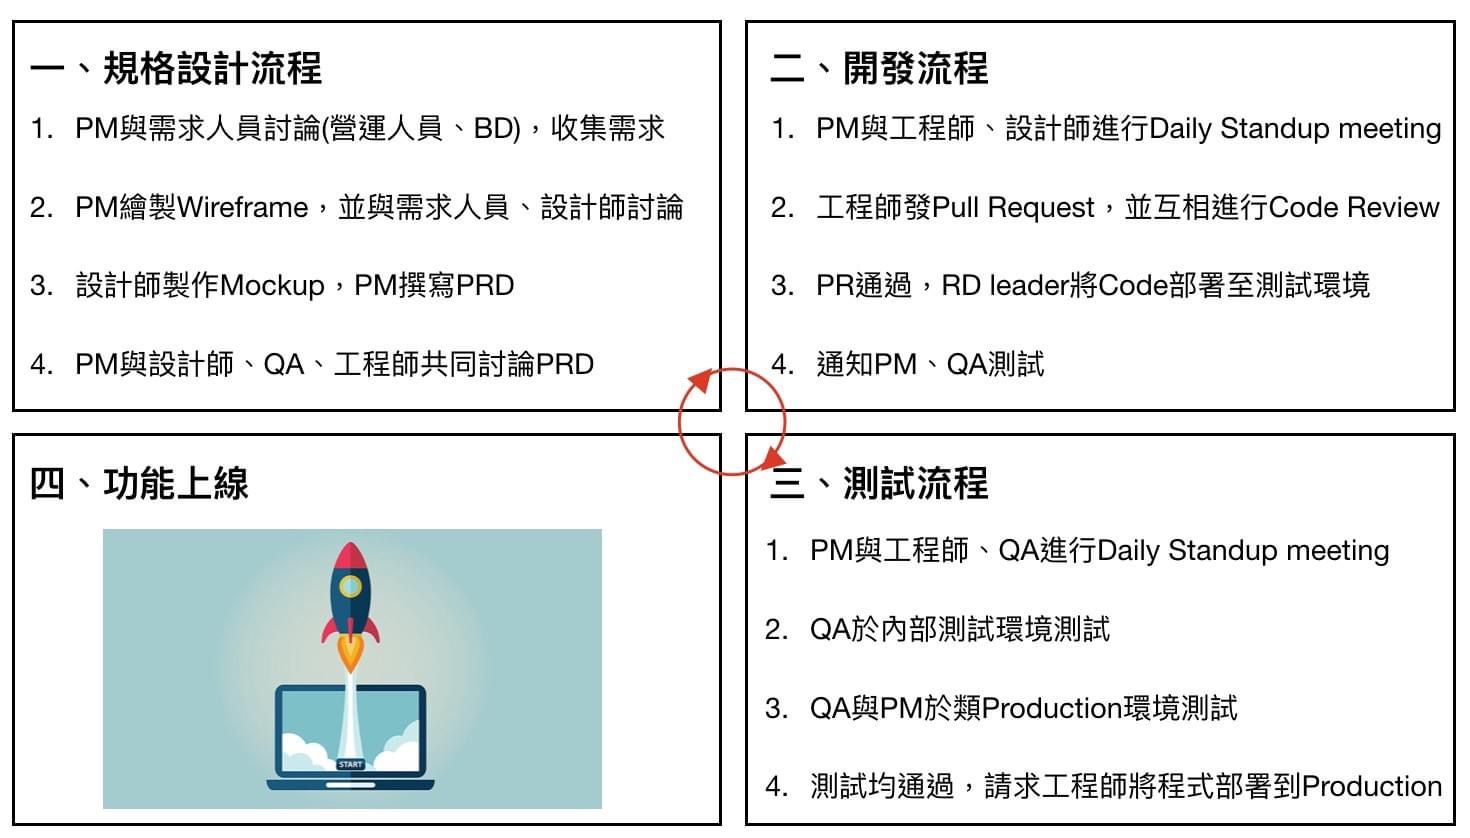 一、規格設計流程
1. PM與需求人員討論(營運人員、BD)，收集需求
2. PM繪製Wireframe，並與需求人員、設計師討論
3. 設計師製作Mockup，PM撰寫PRD
4. PM與設計師、QA、工程師共同討論PRD
二、開發流程
1. PM與工程師、設計師進行Daily Standup meeting
2. 工程師發Pull Request，並互相進行Code Review
3. PR通過，RD leader將Code部署至測試環境
4. 通知PM、QA測試
三、測試流程
1. PM與工程師、QA進行Daily Standup meeting
2. QA於內部測試環境測試
3. QA與PM於類Production環境測試
4. 測試均通過，請求工程師將程式部署到Production
四、功能上線
START